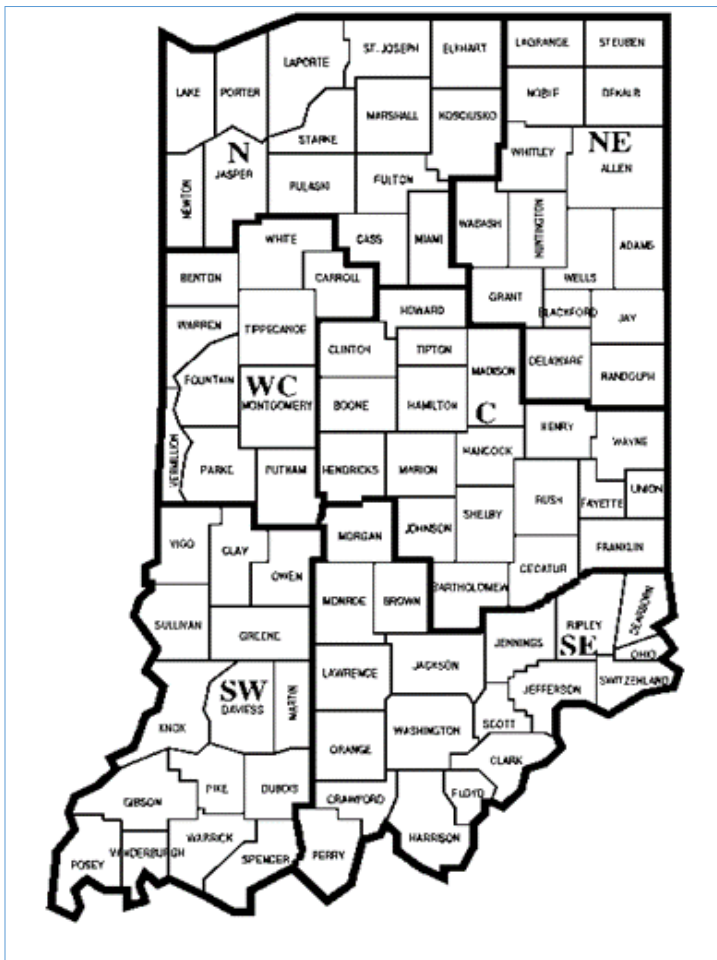 LAGRANGE
STEUBEN
ST. JOSEPH
ELKHART
LAPORTE
LAKE
PORTER
NOBLE
DEKALB
MARSHALL
KOSCIUSKO
STARKE
NE
WHITLEY
ALLEN
N
JASPER
PULASKI
FULTON
NEWTON
WABASH
HUNTINGTON
WHITE
CASS
MIAMI
ADAMS
BENTON
CARROLL
WELLS
GRANT
HOWARD
BLACKFORD
JAY
WARREN
TIPPECANOE
CLINTON
TIPTON
MADISON
DELAWARE
RANDOLPH
FOUNTAIN
WC
MONTGOMERY
BOONE
HAMILTON
C
HENRY
WAYNE
VERMILLION
PARKE
PUTNAM
HENDRICKS
MARION
HANCOCK
UNION
RUSH
FAYETTE
SHELBY
JOHNSON
MORGAN
VIGO
CLAY
FRANKLIN
OWEN
DECATUR
BARTHOLOMEW
MONROE
BROWN
DEARBORN
SULLIVAN
GREENE
RIPLEY
JENNINGS
SE
OHIO
JACKSON
LAWRENCE
SWITZERLAND
JEFFERSON
SW
DAVIESS
MARTIN
KNOX
SCOTT
WASHINGTON
ORANGE
CLARK
PIKE
DUBOIS
FLOYD
GIBSON
CRAWFORD
WARRICK
HARRISON
VANDERBURGH
POSEY
SPENCER
PERRY